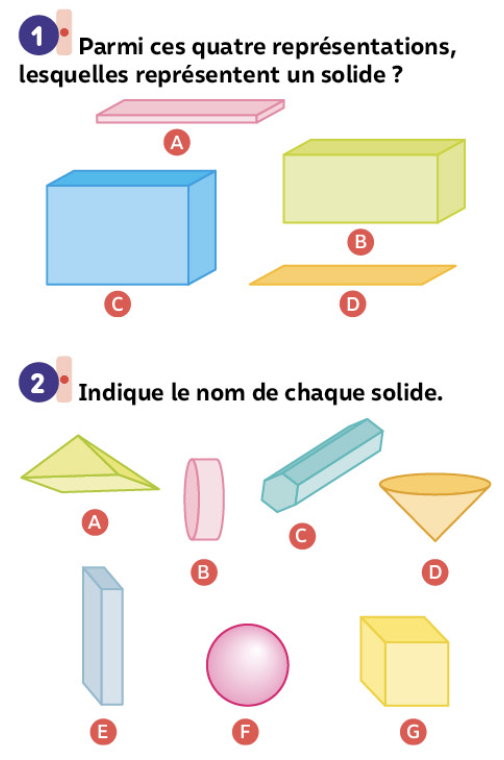 1 Parmi ces quatre représentations,
lesquelles représentent un solide ?
A
B
C
D
2 Indique le nom de chaque solide.
A
B
C
D
E
F
G